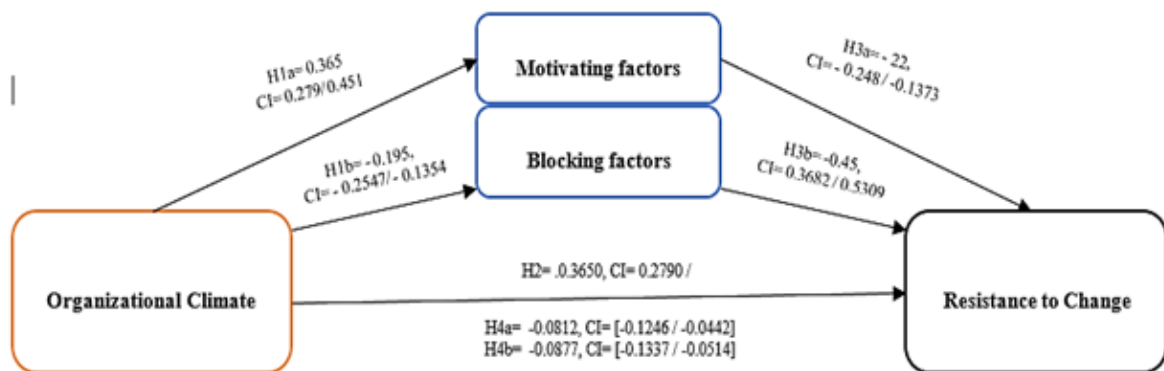 Motivating factors
H1a= 0.365
CI= 0.279/ 0.451
H3a= - 22,
CI= - 0.248 / -0.1373
Blocking factors
H1b= -0.195,
CI= - 0.2547/ - 0.1354
H3b= -0.45,
CI= 0.3682 / 0.5309
Organizational Climate
H2= .0.3650, CI= 0.2790 /
Resistance to Change
H4a= -0.0812, CI= [-0.1246 / -0.0442]
H4b= -0.0877, CI= [-0.1337 / -0.0514]